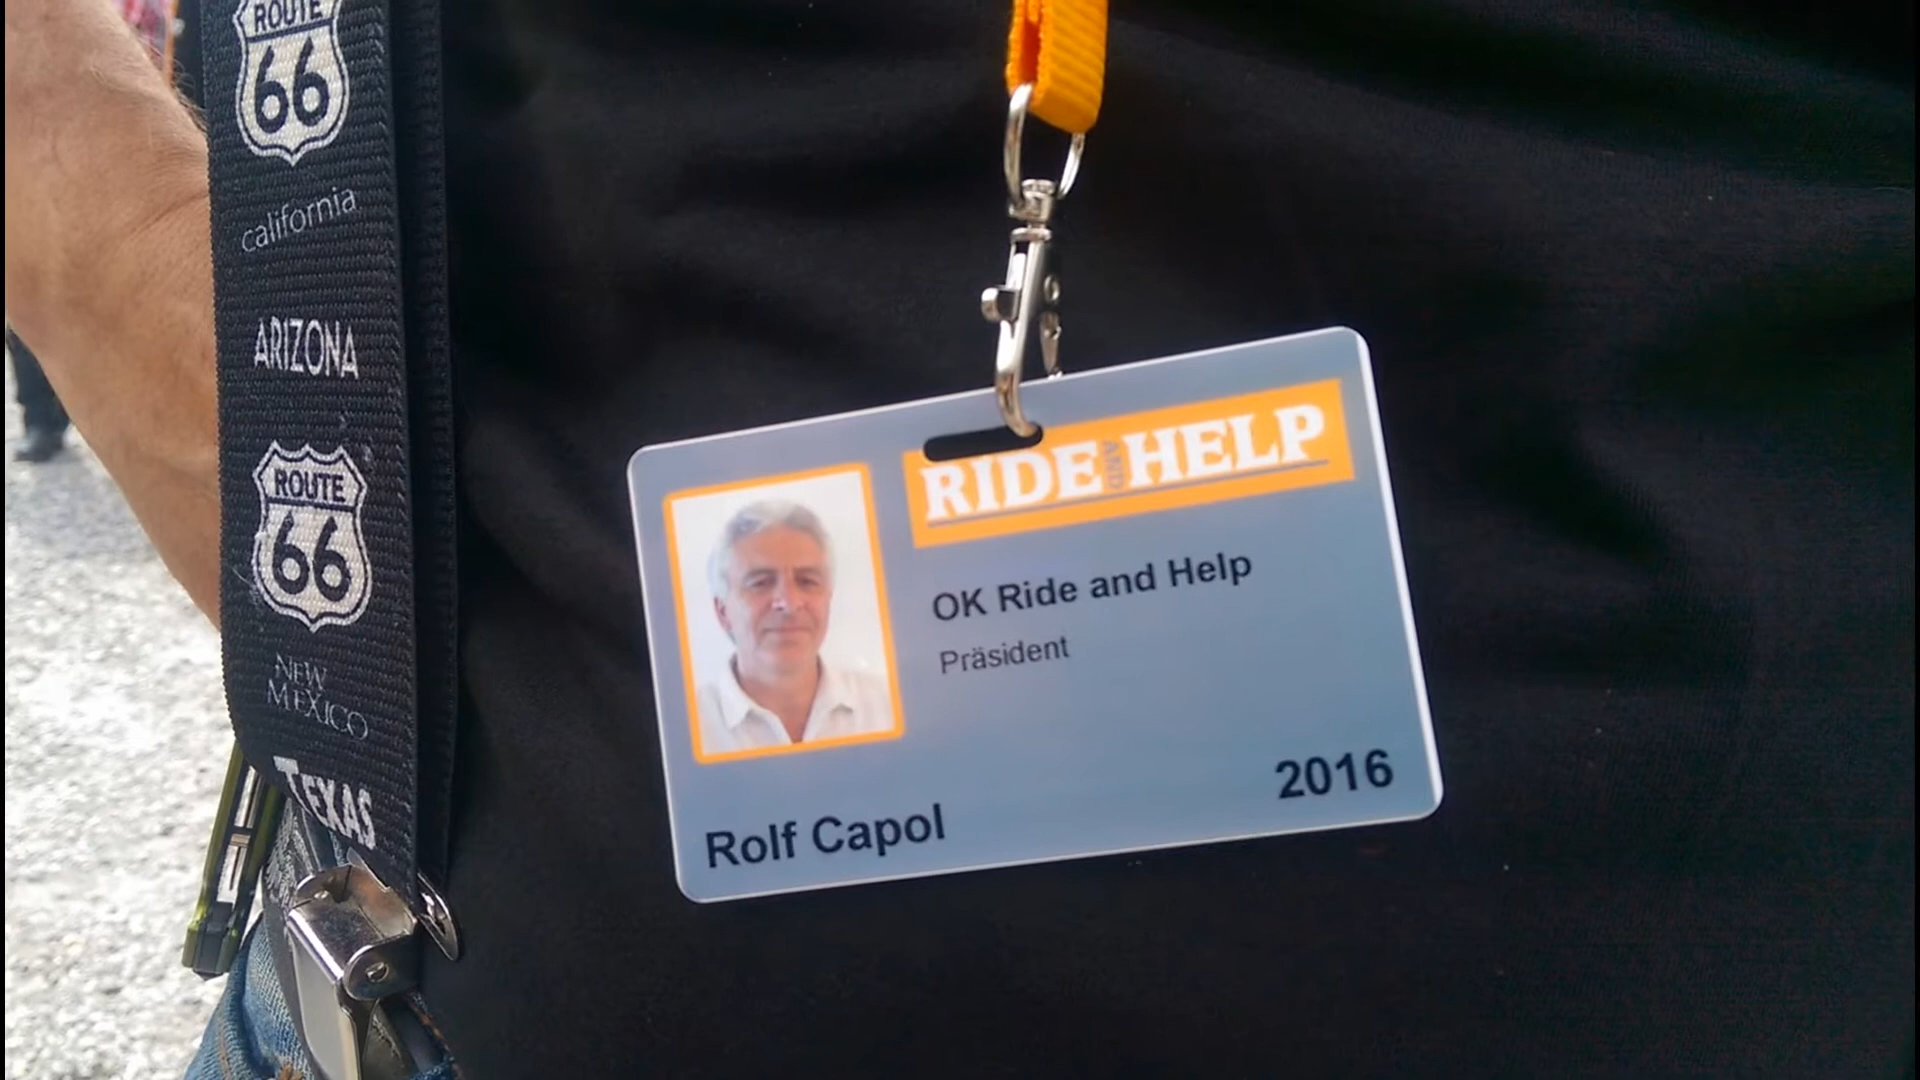 ROUTE
66
california
ARIZONA
ROUTE
66
NEW
MEXICO
TEXAS
RIDE AND HELP
OK Ride and Help
Präsident
2016
Rolf Capol